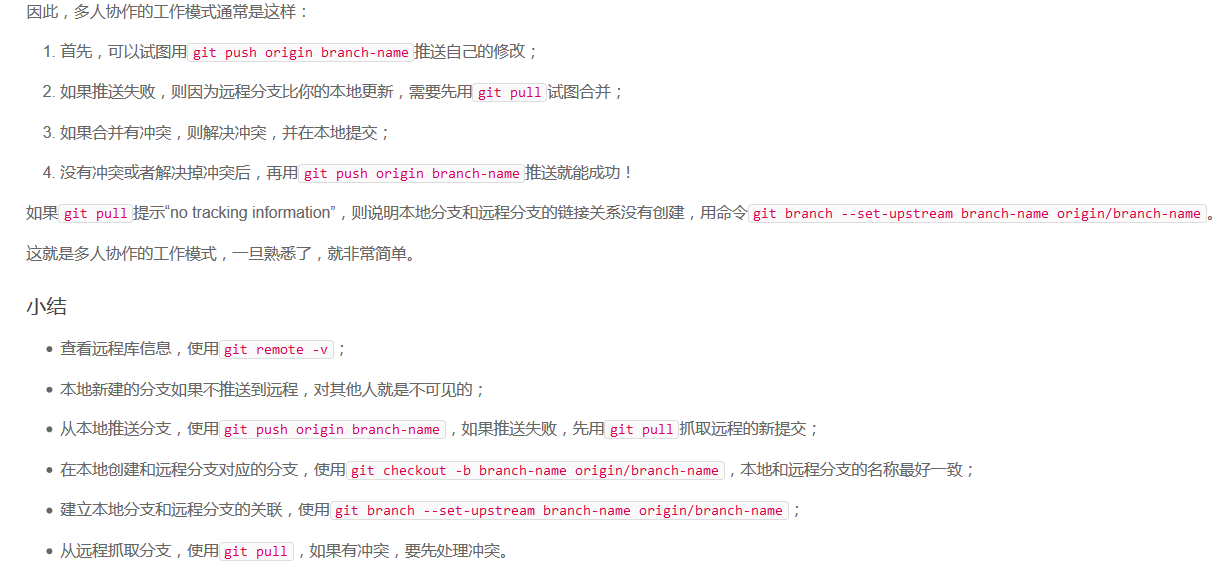 因此，多人协作的工作模式通常是这样：
1. 首先，可以试图用git push origin branch-name推送自己的修改；
2. 如果推送失败，则因为远程分支比你的本地更新，需要先用git pull试图合并；
3. 如果合并有冲突，则解决冲突，并在本地提交；
4. 没有冲突或者解决掉冲突后，再用git push origin branch-name推送就能成功！
如果git pull提示“no tracking information”，则说明本地分支和远程分支的链接关系没有创建，用命令git branch --set-upstream branch-name origin/branch-name。
这就是多人协作的工作模式，一旦熟悉了，就非常简单。
小结
• 查看远程库信息，使用git remote -v；
• 本地新建的分支如果不推送到远程，对其他人就是不可见的；
• 从本地推送分支，使用git push origin branch-name，如果推送失败，先用git pull抓取远程的新提交；
• 在本地创建和远程分支对应的分支，使用git checkout -b branch-name origin/branch-name，本地和远程分支的名称最好一致；
• 建立本地分支和远程分支的关联，使用git branch --set-upstream branch-name origin/branch-name；
• 从远程抓取分支，使用git pull，如果有冲突，要先处理冲突。